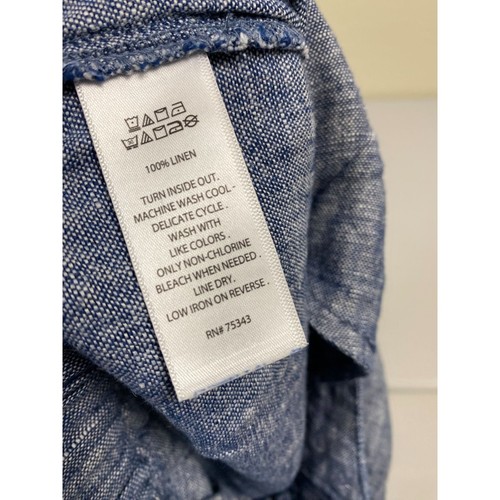 100% LINEN
TURN INSIDE OUT.
MACHINE WASH COOL -
DELICATE CYCLE .
WASH WITH
LIKE COLORS .
ONLY NON-CHLORINE
BLEACH WHEN NEEDED .
LINE DRY.
LOW IRON ON REVERSE .
RN# 75343